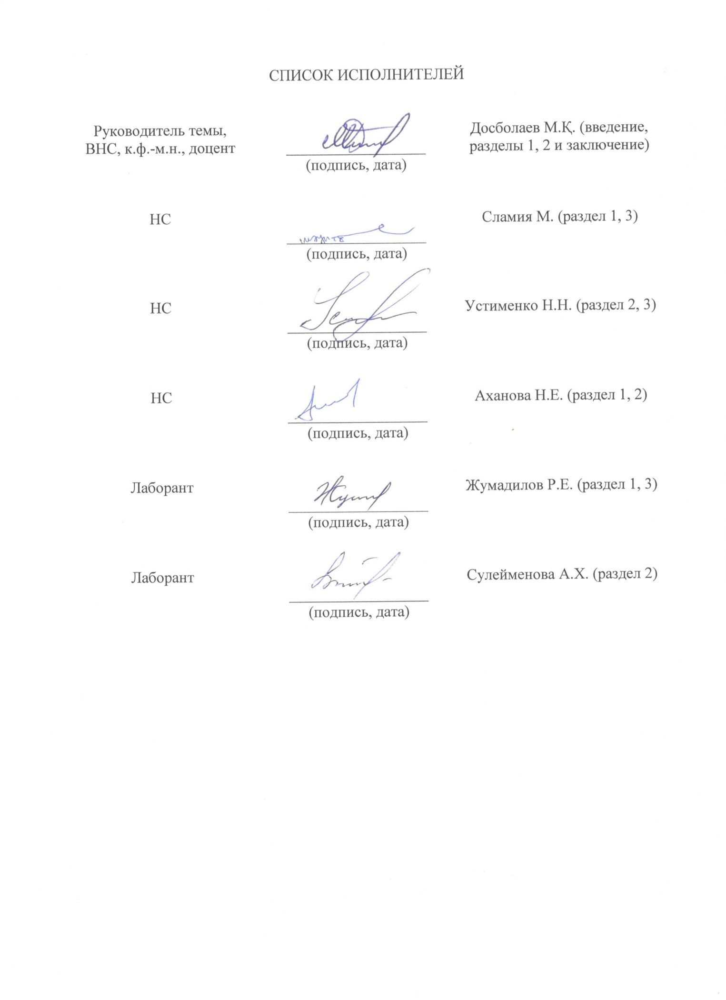 СПИСОК ИСПОЛНИТЕЛЕЙ
Руководитель темы,
ВНС, к.ф.-м.н., доцент
(подпись, дата)
Досболаев М.Қ. (введение,
разделы 1, 2 и заключение)
НС
(подпись, дата)
Сламия М. (раздел 1, 3)
НС
(подпись, дата)
Устименко Н.Н. (раздел 2, 3)
НС
(подпись, дата)
Аханова Н.Е. (раздел 1, 2)
Лаборант
(подпись, дата)
Жумадилов Р.Е. (раздел 1, 3)
Лаборант
(подпись, дата)
Сулейменова А.Х. (раздел 2)